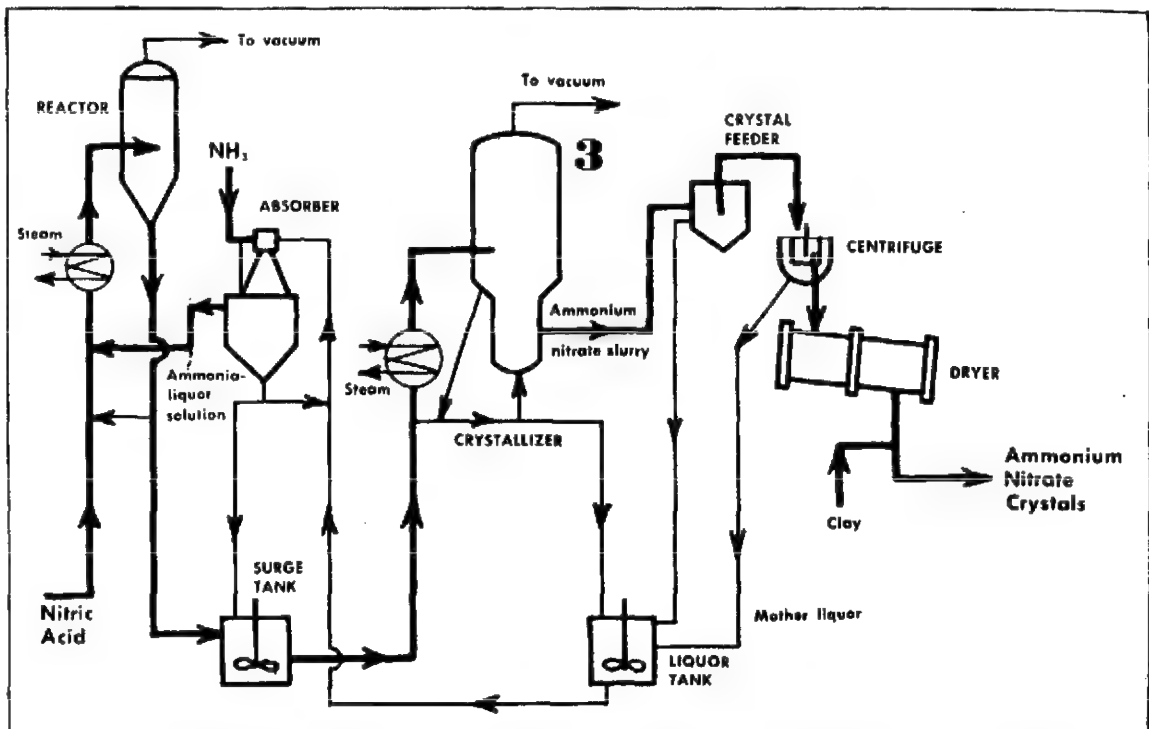 To vacuum
REACTOR
To vacuum
3
CRYSTAL
FEEDER
NH₃
ABSORBER
Steam
CENTRIFUGE
Ammonium
nitrate slurry
Ammonia-
liquor
solution
Steam
DRYER
CRYSTALLIZER
Ammonium
Nitrate
Crystals
Clay
SURGE
TANK
Nitric
Acid
Mother liquor
LIQUOR
TANK